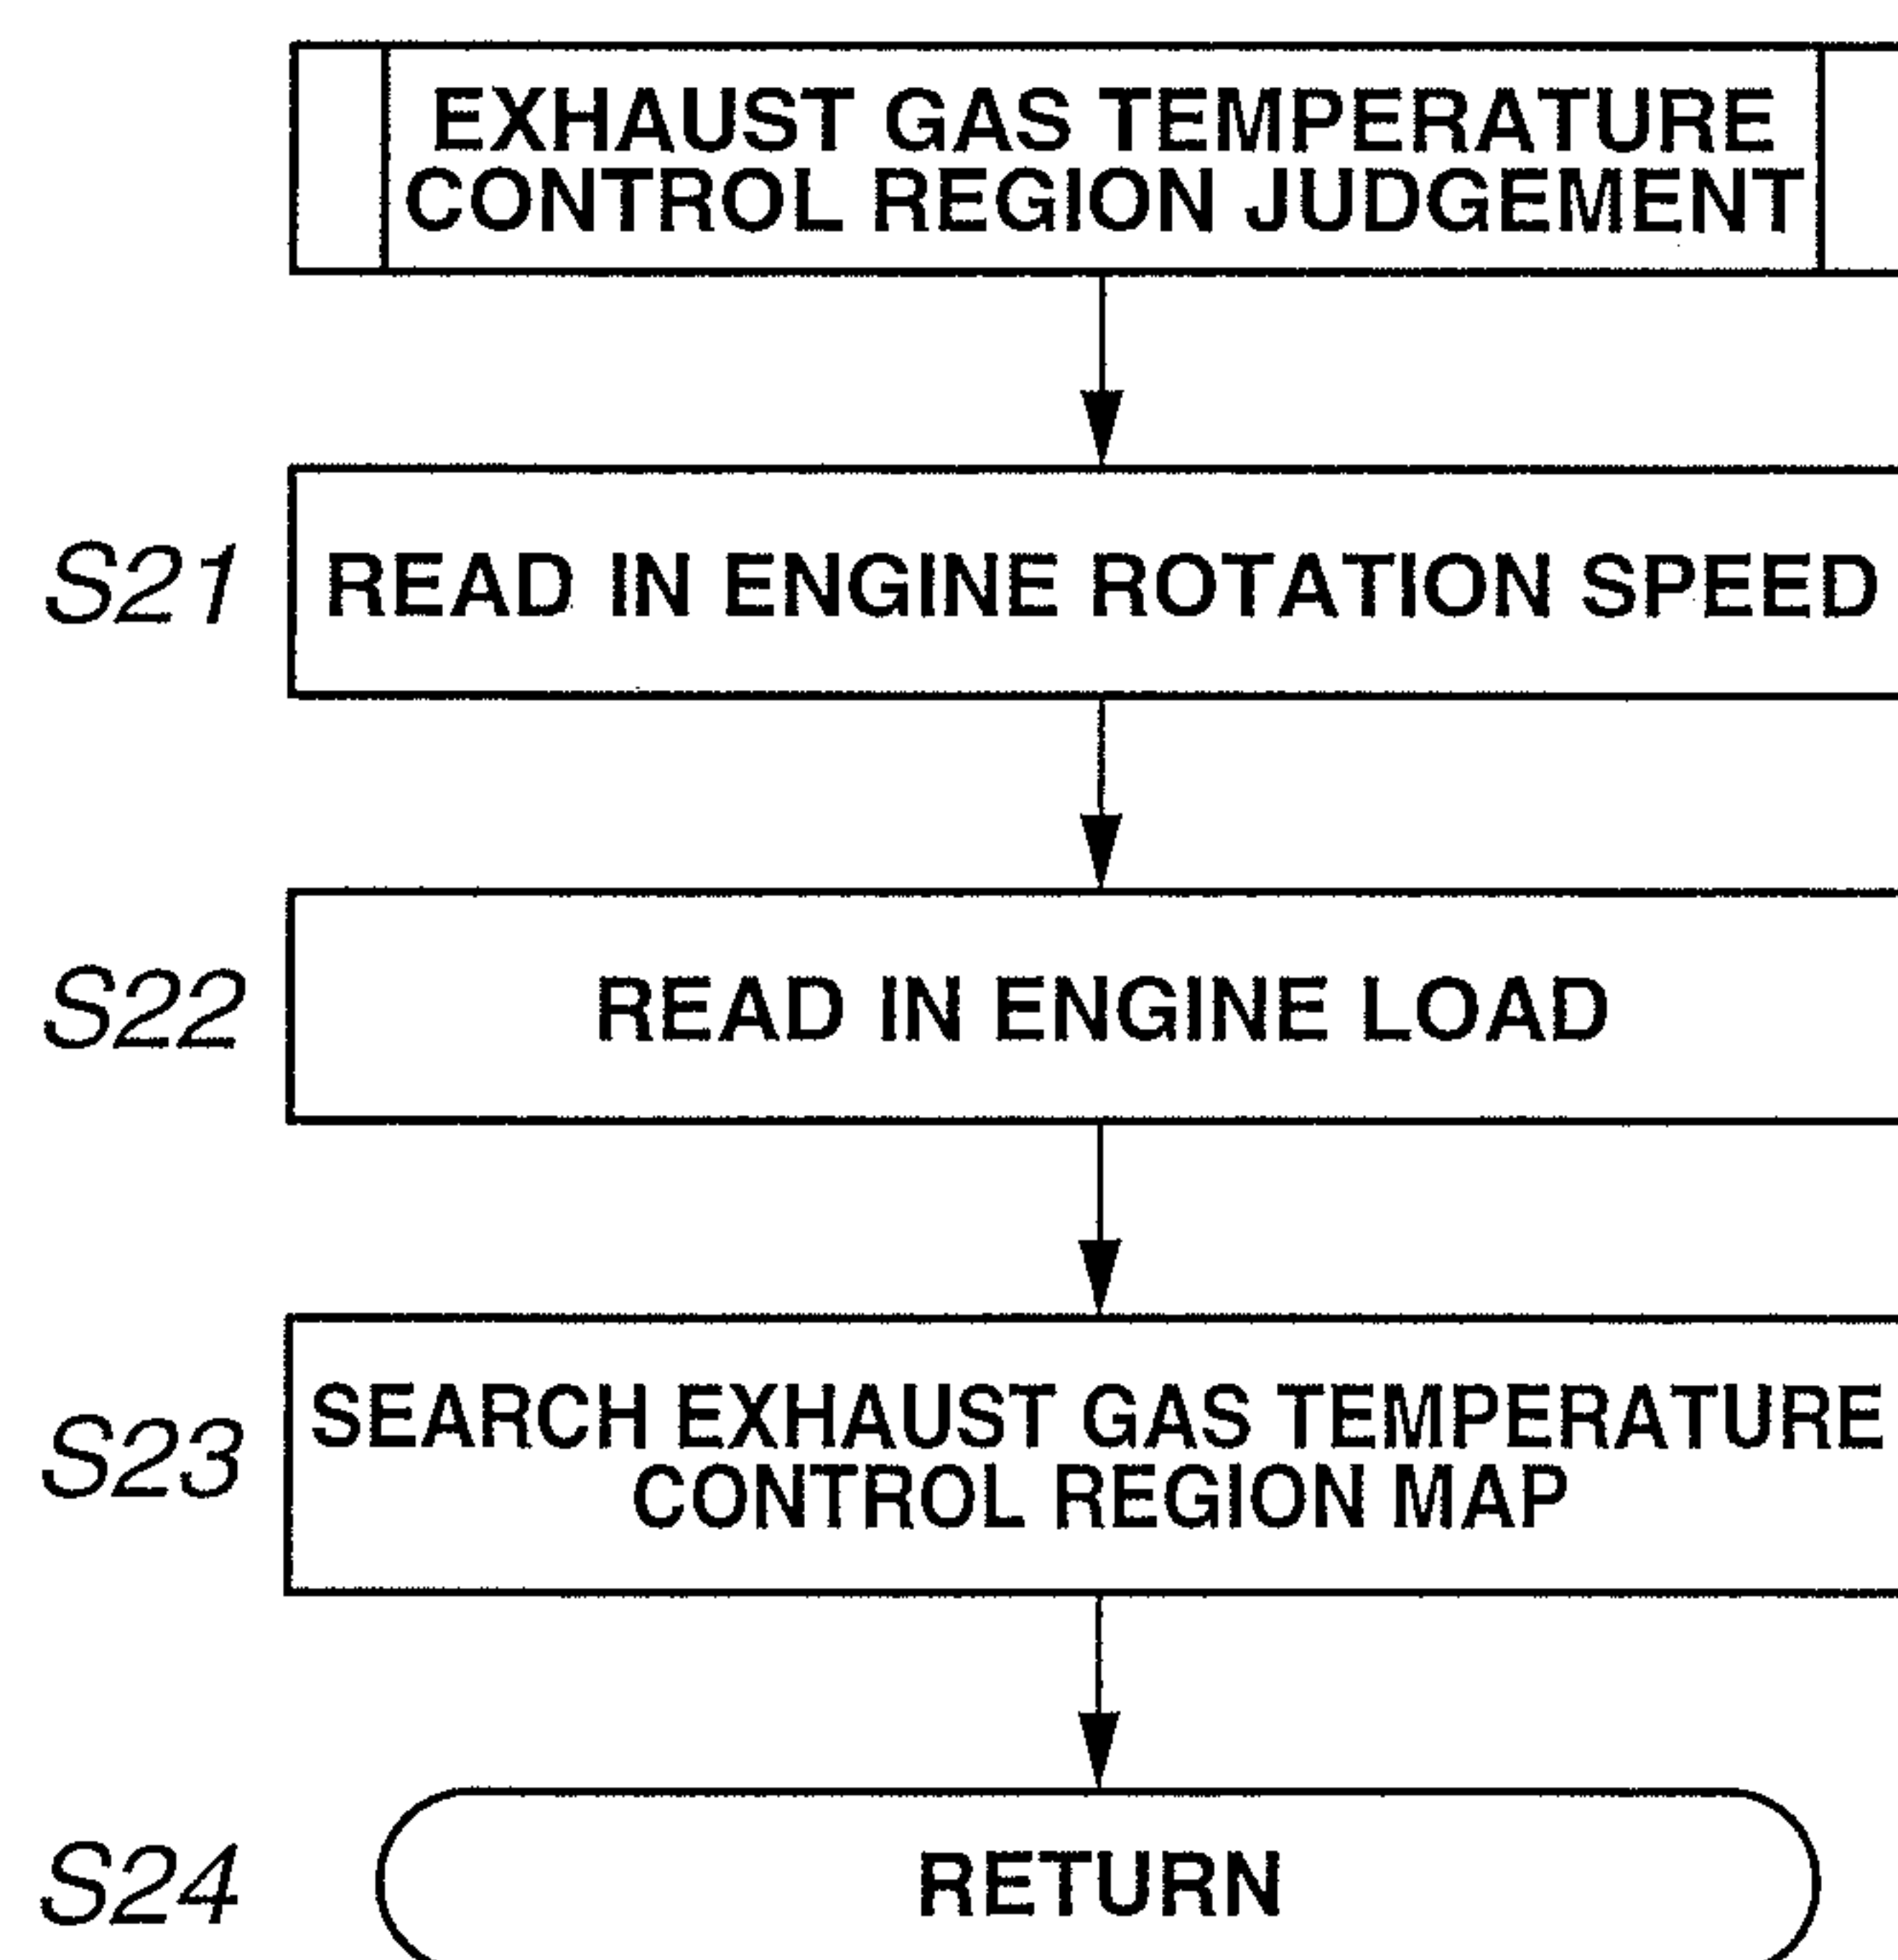 EXHAUST GAS TEMPERATURE
CONTROL REGION JUDGEMENT
S21 READ IN ENGINE ROTATION SPEED
S22 READ IN ENGINE LOAD
S23 SEARCH EXHAUST GAS TEMPERATURE
CONTROL REGION MAP
S24 RETURN